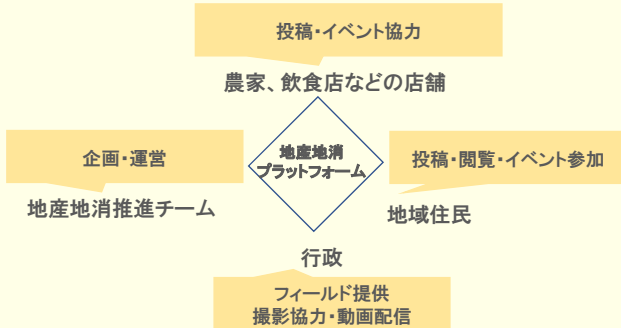 投稿・イベント協力
農家、飲食店などの店舗
地産地消
プラットフォーム
企画・運営
地産地消推進チーム
投稿・閲覧・イベント参加
地域住民
行政
フィールド提供
撮影協力・動画配信